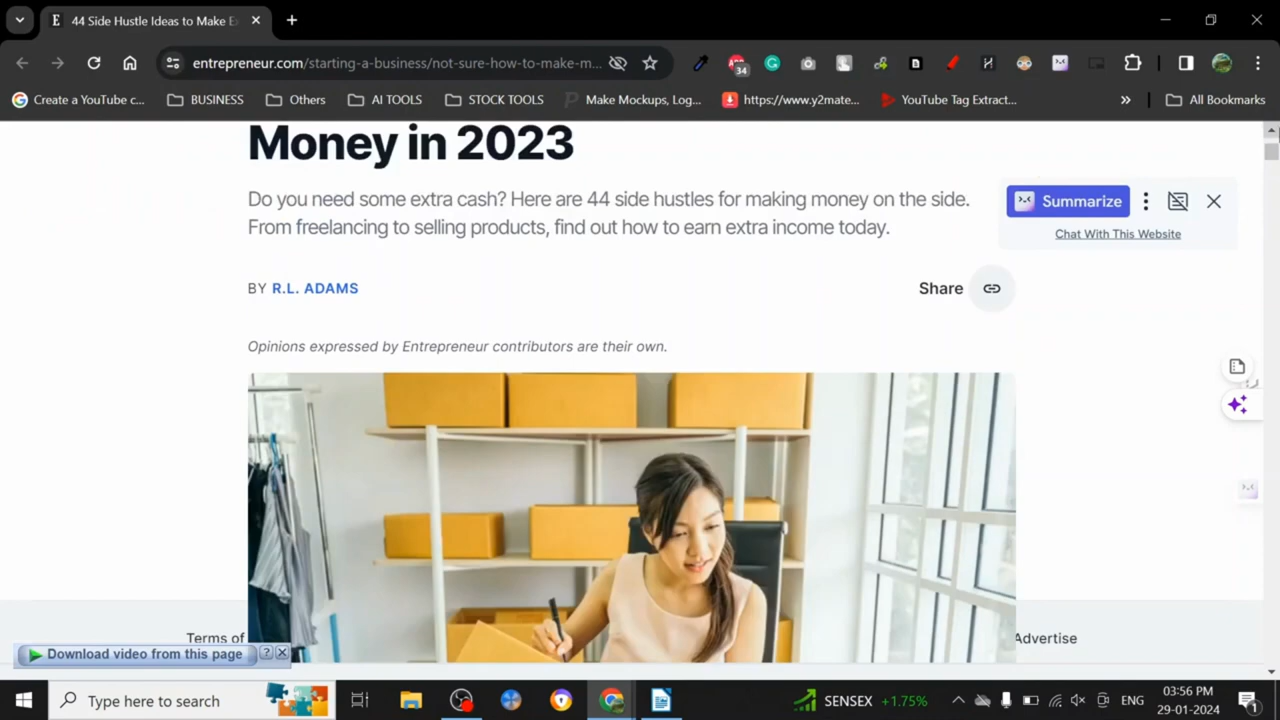 E 44 Side Hustle Ideas to Make E
entrepreneur.com/starting-a-business/not-sure-how-to-make-m...
34
Create a YouTube c...
BUSINESS
Others
AI TOOLS
STOCK TOOLS
Make Mockups, Log...
https://www.y2mate...
YouTube Tag Extract...
»
All Bookmarks
Money in 2023
Do you need some extra cash? Here are 44 side hustles for making money on the side.
From freelancing to selling products, find out how to earn extra income today.
Summarize
Chat With This Website
BY R.L. ADAMS
Share
Opinions expressed by Entrepreneur contributors are their own.
Terms of
Advertise
Download video from this page
?
Type here to search
SENSEX +1.75%
ENG
03:56 PM
29-01-2024
1